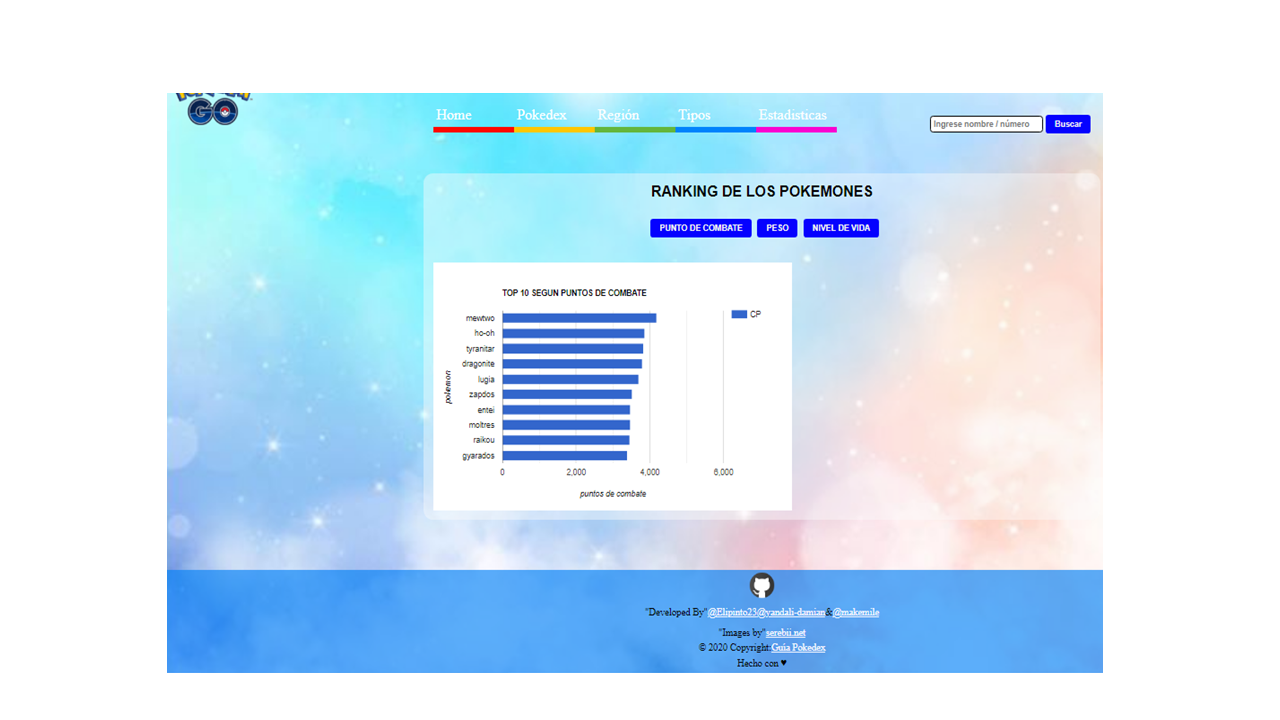 GO
Home Pokedex Región Tipos Estadisticas
Ingrese nombre / número Buscar
RANKING DE LOS POKEMONES
PUNTO DE COMBATE PESO NIVEL DE VIDA
TOP 10 SEGUN PUNTOS DE COMBATE
CP
mewtwo
ho-oh
tyranitar
dragonite
lugia
zapdos
entei
moltres
raikou
gyarados
pokemon
0 2,000 4,000 6,000
puntos de combate
"Developed By"@Elipinto23@yandali-damian&@makemile
"Images by"serebii.net
© 2020 Copyright:Guia Pokedex
Hecho con ♥